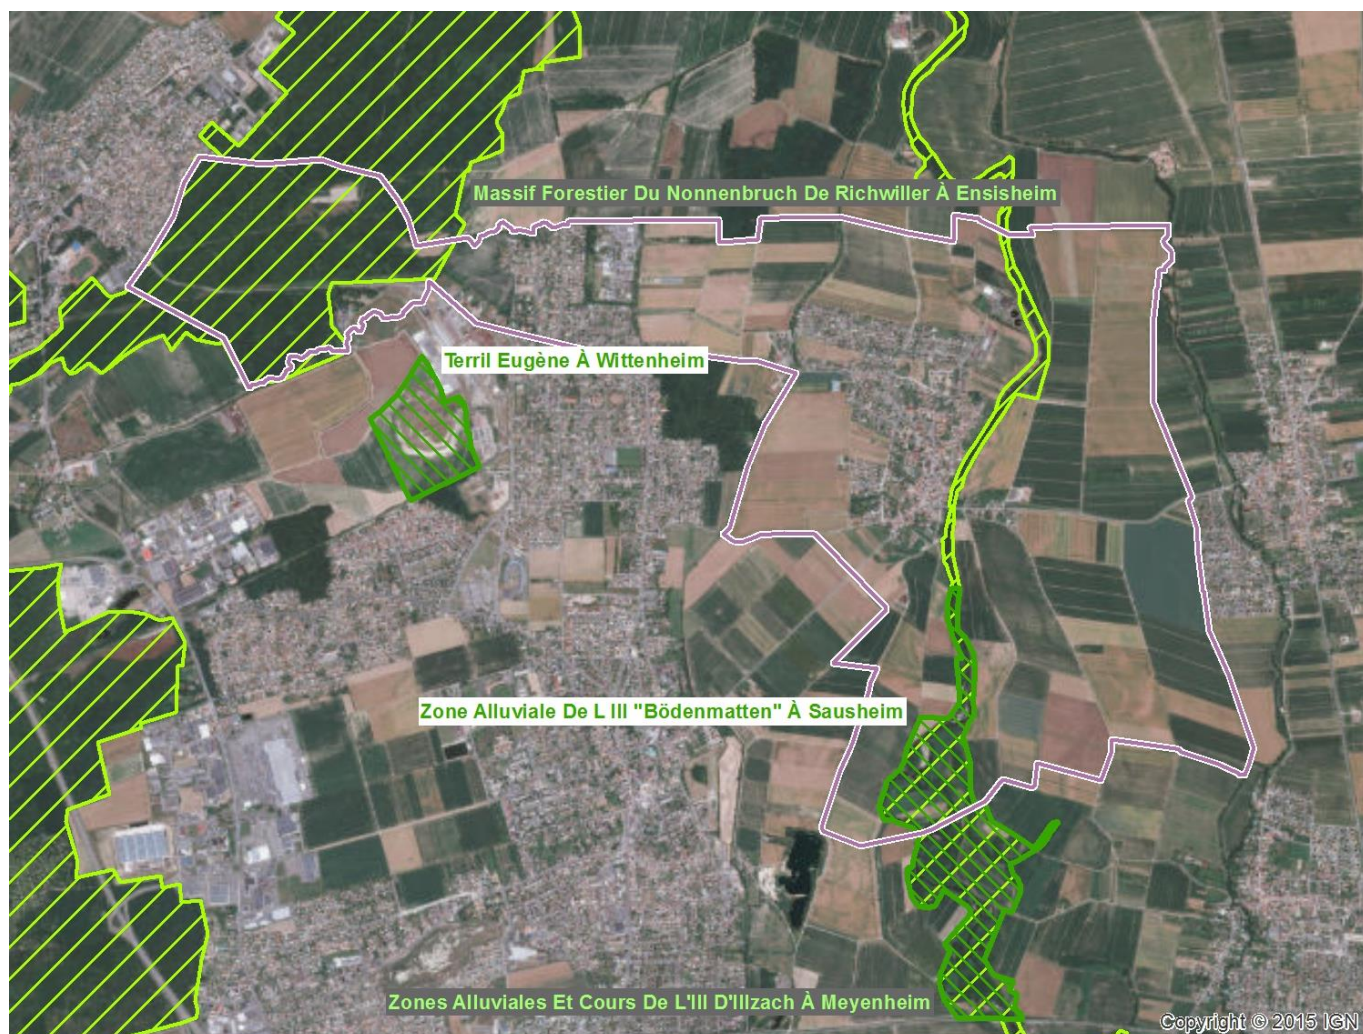 Massif Forestier Du Nonnenbruch De Richwiller À Ensisheim
Terril Eugène À Wittenheim
Zone Alluviale De L Ill "Bödenmatten" À Sausheim
Zones Alluviales Et Cours De L'Ill D'Illzach À Meyenheim
Copyright © 2015 IGN